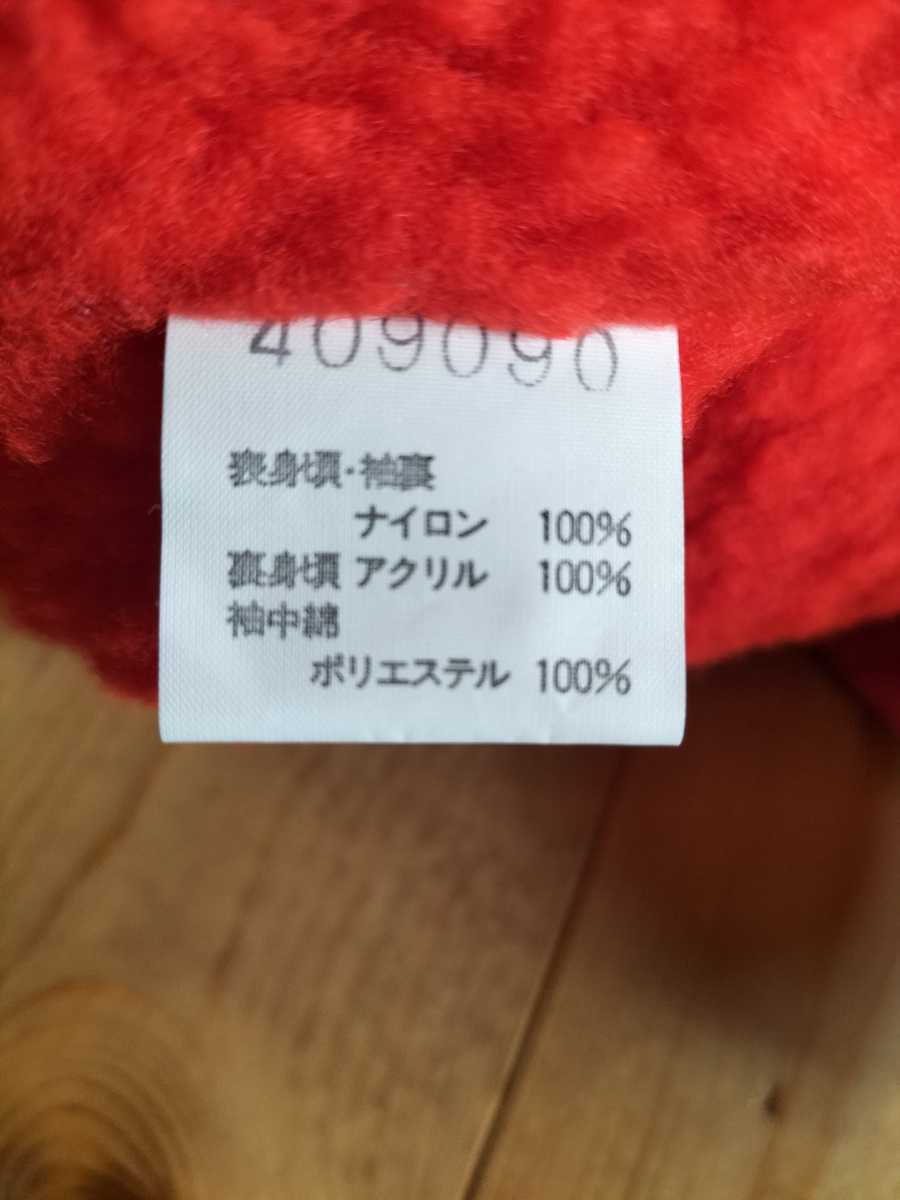 409090
表身頃・袖裏
ナイロン 100%
裏身頃 アクリル 100%
袖中綿
ポリエステル 100%